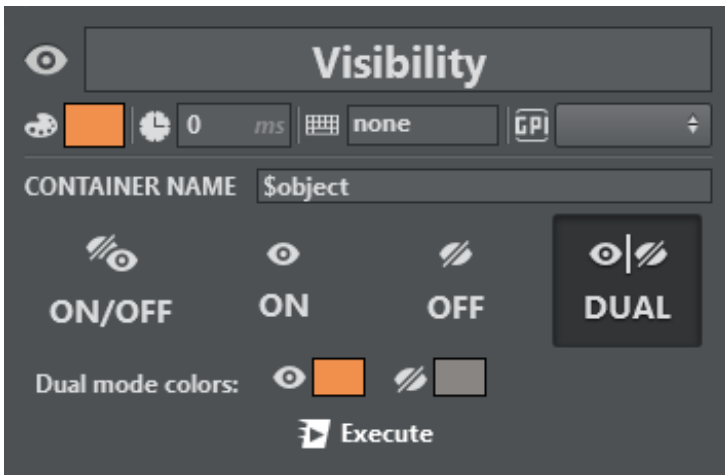 Visibility
0 ms none GPI
CONTAINER NAME $object
ON/OFF ON OFF DUAL
Dual mode colors:
Execute